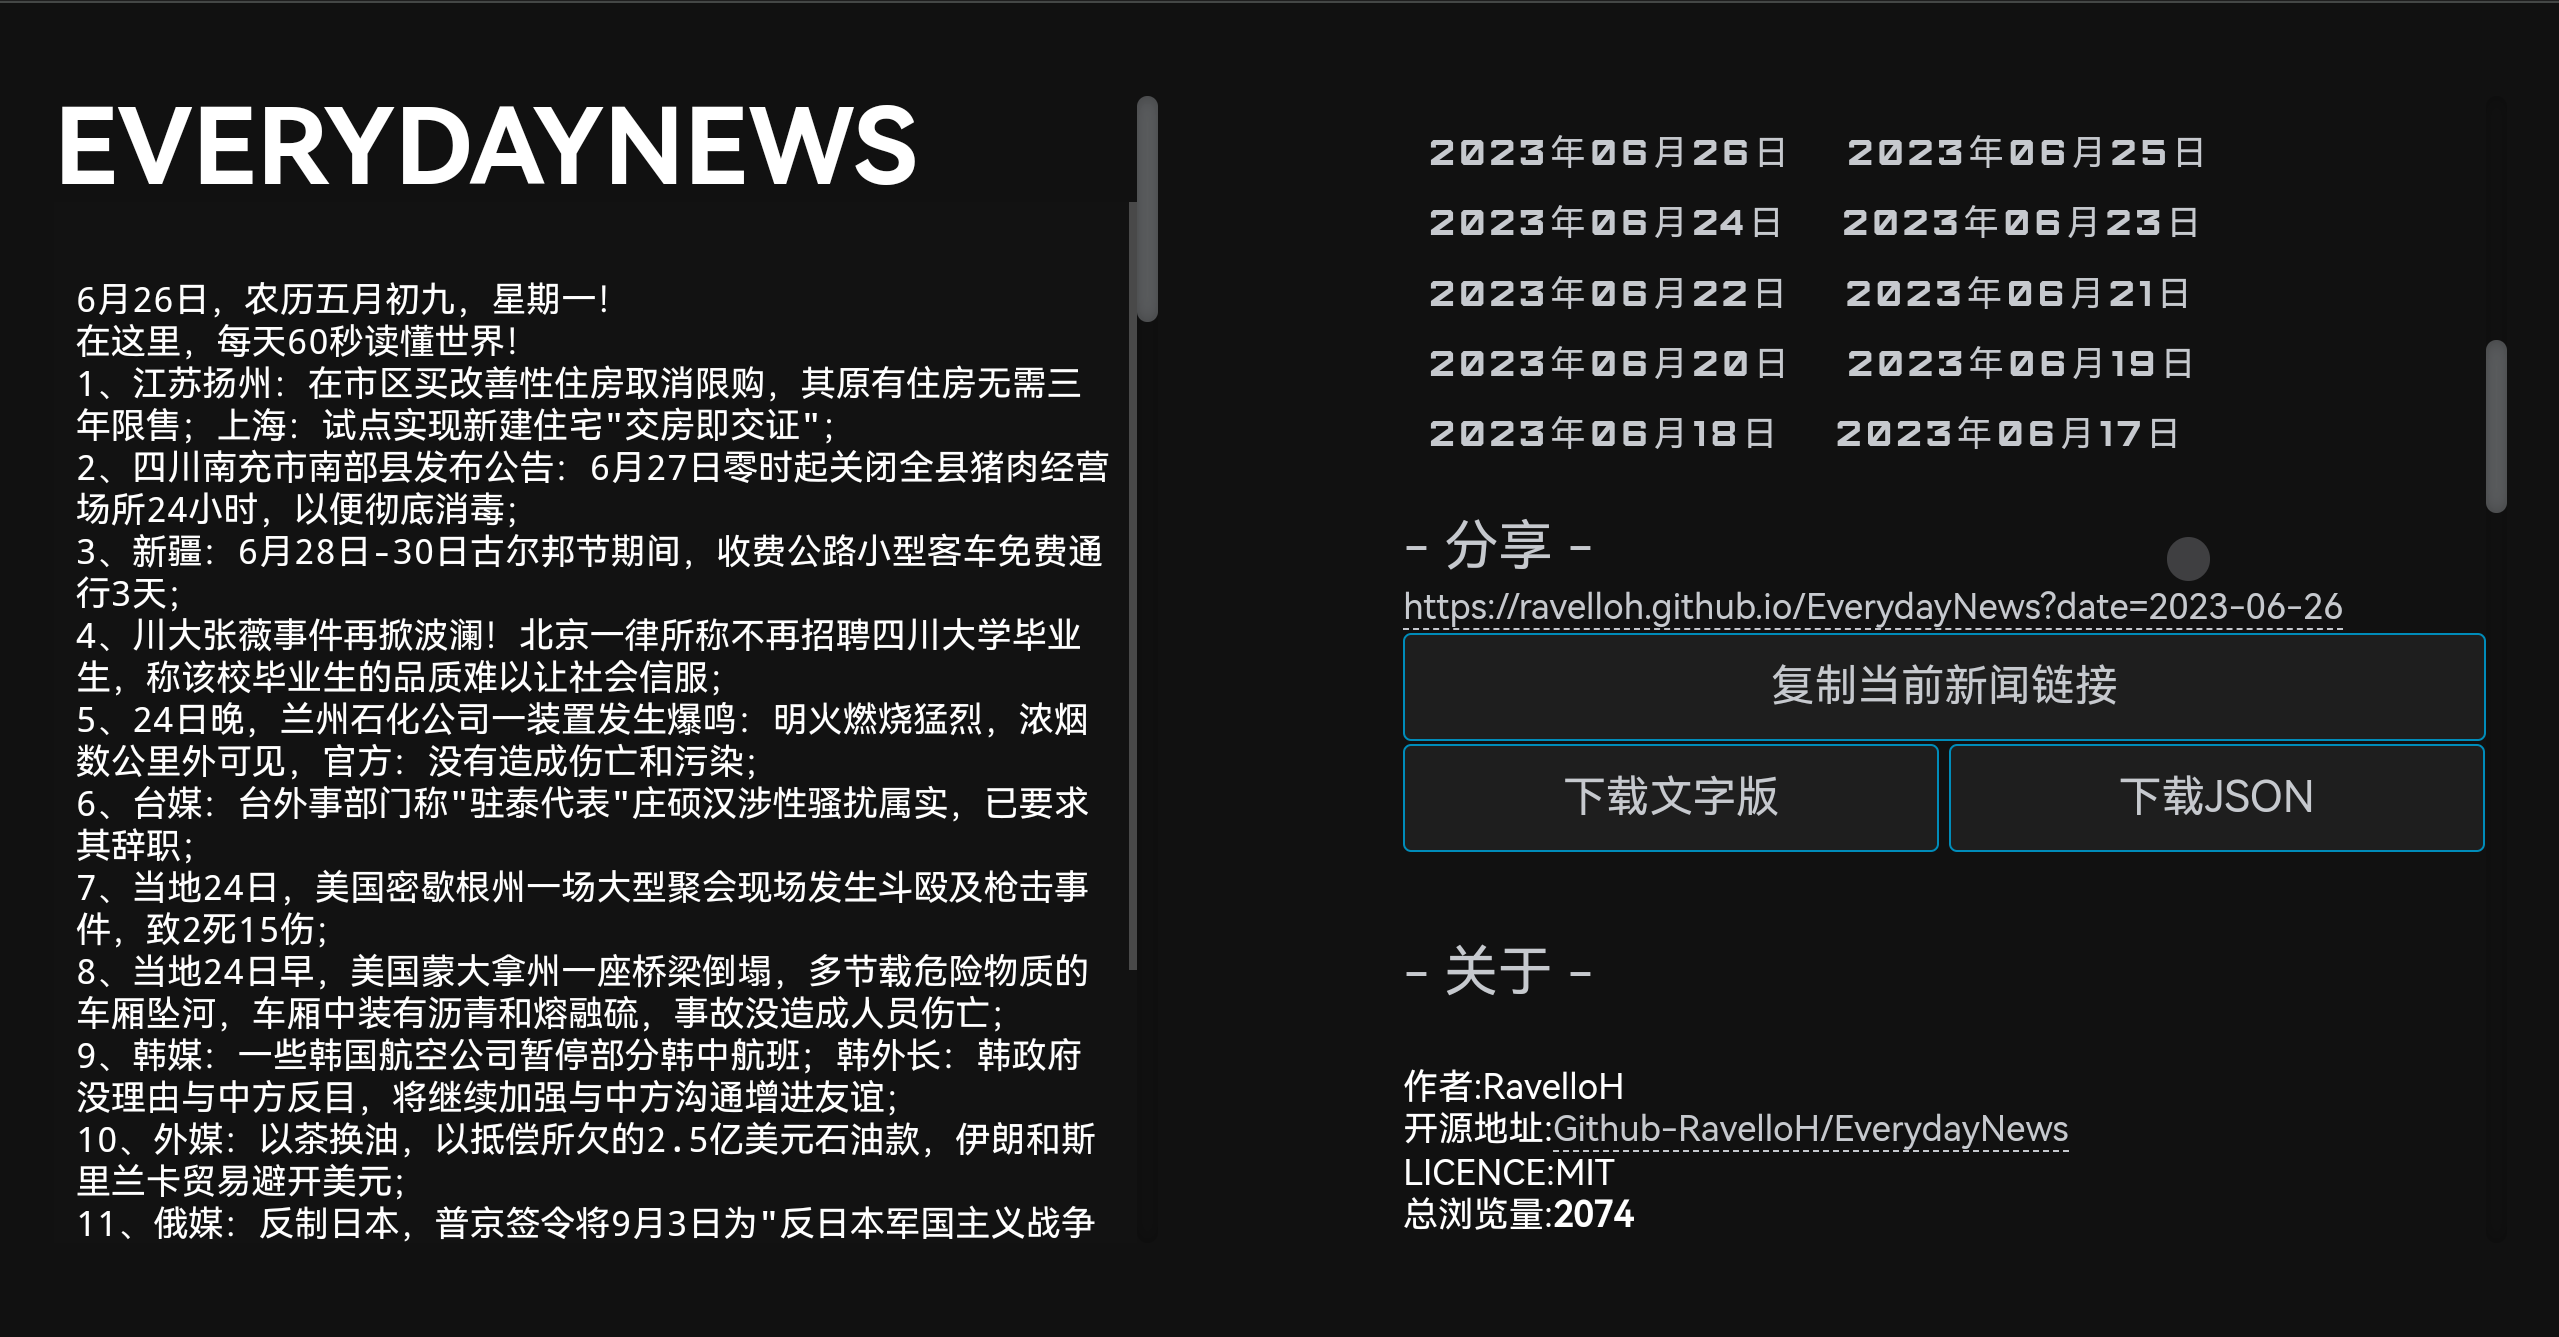 EVERYDAYNEWS
6月26日，农历五月初九，星期一！
在这里，每天60秒读懂世界！
1、江苏扬州：在市区买改善性住房取消限购，其原有住房无需三
年限售；上海：试点实现新建住宅"交房即交证"；
2、四川南充市南部县发布公告：6月27日零时起关闭全县猪肉经营
场所24小时，以便彻底消毒；
3、新疆：6月28日-30日古尔邦节期间，收费公路小型客车免费通
行3天；
4、川大张薇事件再掀波澜！北京一律所称不再招聘四川大学毕业
生，称该校毕业生的品质难以让社会信服；
5、24日晚，兰州石化公司一装置发生爆鸣：明火燃烧猛烈，浓烟
数公里外可见，官方：没有造成伤亡和污染；
6、台媒：台外事部门称"驻泰代表"庄硕汉涉性骚扰属实，已要求
其辞职；
7、当地24日，美国密歇根州一场大型聚会现场发生斗殴及枪击事
件，致2死15伤；
8、当地24日早，美国蒙大拿州一座桥梁倒塌，多节载危险物质的
车厢坠河，车厢中装有沥青和熔融硫，事故没造成人员伤亡；
9、韩媒：一些韩国航空公司暂停部分韩中航班；韩外长：韩政府
没理由与中方反目，将继续加强与中方沟通增进友谊；
10、外媒：以茶换油，以抵偿所欠的2.5亿美元石油款，伊朗和斯
里兰卡贸易避开美元；
11、俄媒：反制日本，普京签令将9月3日为"反日本军国主义战争
2023年06月26日 2023年06月25日
2023年06月24日 2023年06月23日
2023年06月22日 2023年06月21日
2023年06月20日 2023年06月19日
2023年06月18日 2023年06月17日
- 分享 -
https://ravelloh.github.io/EverydayNews?date=2023-06-26
复制当前新闻链接
下载文字版 下载JSON
- 关于 -
作者:RavelloH
开源地址:Github-RavelloH/EverydayNews
LICENCE:MIT
总浏览量:2074